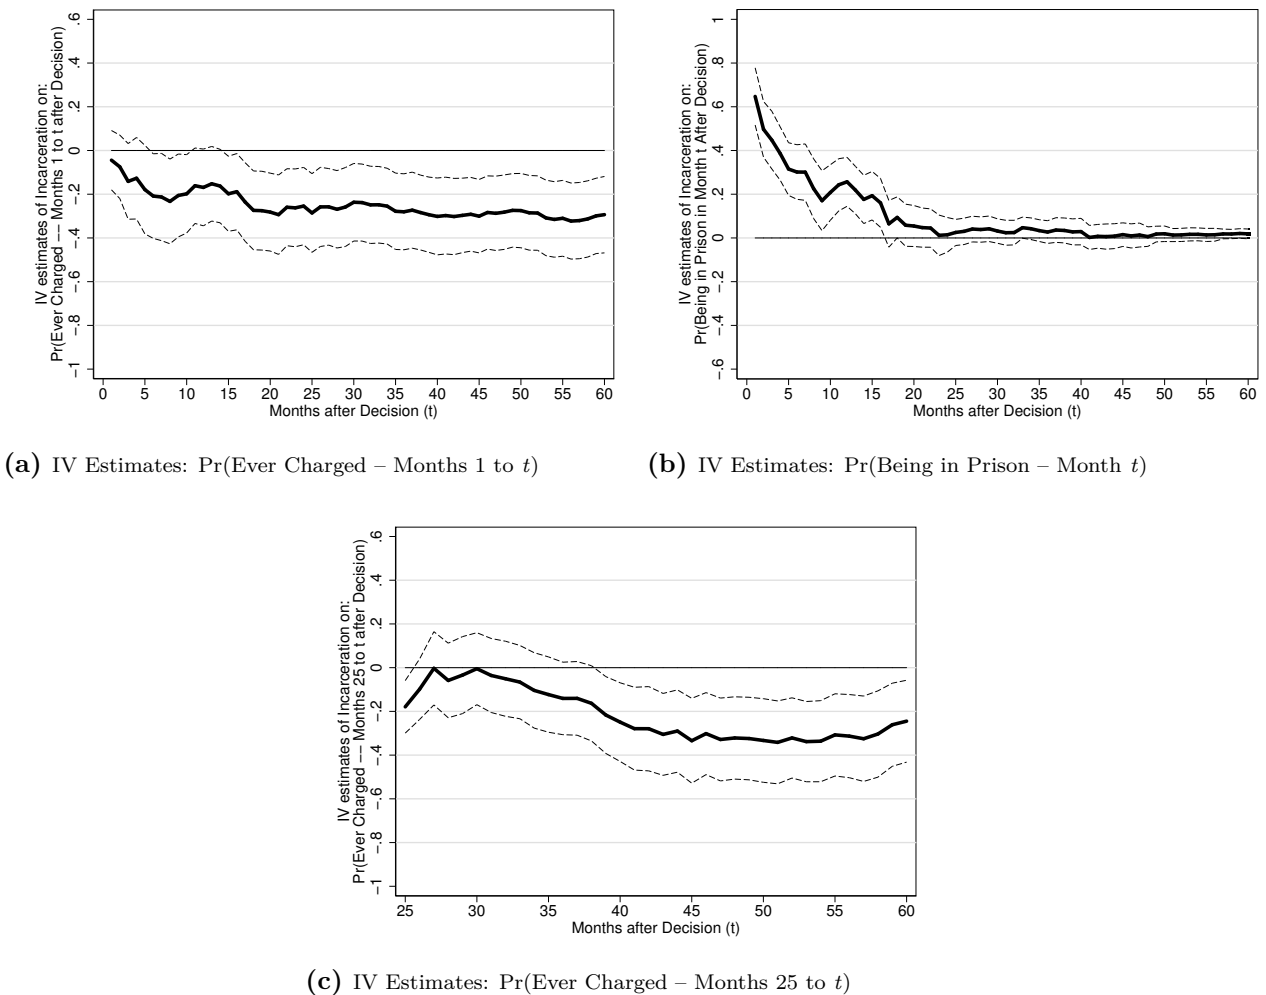 IV estimates of Incarceration on:
Pr(Ever Charged –– Months 1 to t after Decision)
.6
.4
.2
0
−.2
−.4
−.6
−.8
−1
0 5 10 15 20 25 30 35 40 45 50 55 60
Months after Decision (t)
(a) IV Estimates: Pr(Ever Charged – Months 1 to t)
IV estimates of Incarceration on:
Pr(Being in Prison in Month t After Decision)
1
.8
.6
.4
.2
0
−.2
−.4
−.6
0 5 10 15 20 25 30 35 40 45 50 55 60
Months after Decision (t)
(b) IV Estimates: Pr(Being in Prison – Month t)
IV estimates of Incarceration on:
Pr(Ever Charged –– Months 25 to t after Decision)
.6
.4
.2
0
−.2
−.4
−.6
−.8
−1
25 30 35 40 45 50 55 60
Months after Decision (t)
(c) IV Estimates: Pr(Ever Charged – Months 25 to t)